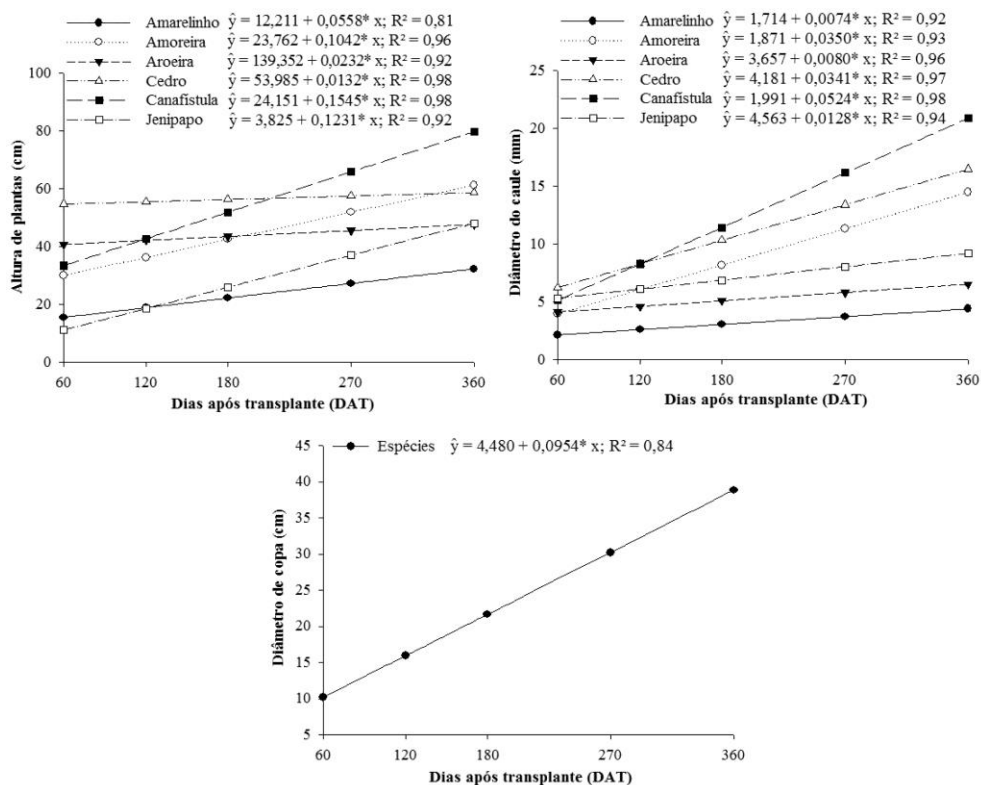 Amarelinho ŷ = 12,211 + 0,0558* x; R² = 0,81
Amoreira ŷ = 23,762 + 0,1042* x; R² = 0,96
Aroeira ŷ = 139,352 + 0,0232* x; R² = 0,92
Cedro ŷ = 53,985 + 0,0132* x; R² = 0,98
Canafístula ŷ = 24,151 + 0,1545* x; R² = 0,98
Jenipapo ŷ = 3,825 + 0,1231* x; R² = 0,92
100
80
60
40
20
0
Altura de plantas (cm)
60 120 180 270 360
Dias após transplante (DAT)
Amarelinho ŷ = 1,714 + 0,0074* x; R² = 0,92
Amoreira ŷ = 1,871 + 0,0350* x; R² = 0,93
Aroeira ŷ = 3,657 + 0,0080* x; R² = 0,96
Cedro ŷ = 4,181 + 0,0341* x; R² = 0,97
Canafístula ŷ = 1,991 + 0,0524* x; R² = 0,98
Jenipapo ŷ = 4,563 + 0,0128* x; R² = 0,94
25
20
15
10
5
0
Diâmetro do caule (mm)
60 120 180 270 360
Dias após transplante (DAT)
Espécies ŷ = 4,480 + 0,0954* x; R² = 0,84
45
40
35
30
25
20
15
10
5
Diâmetro de copa (cm)
60 120 180 270 360
Dias após transplante (DAT)